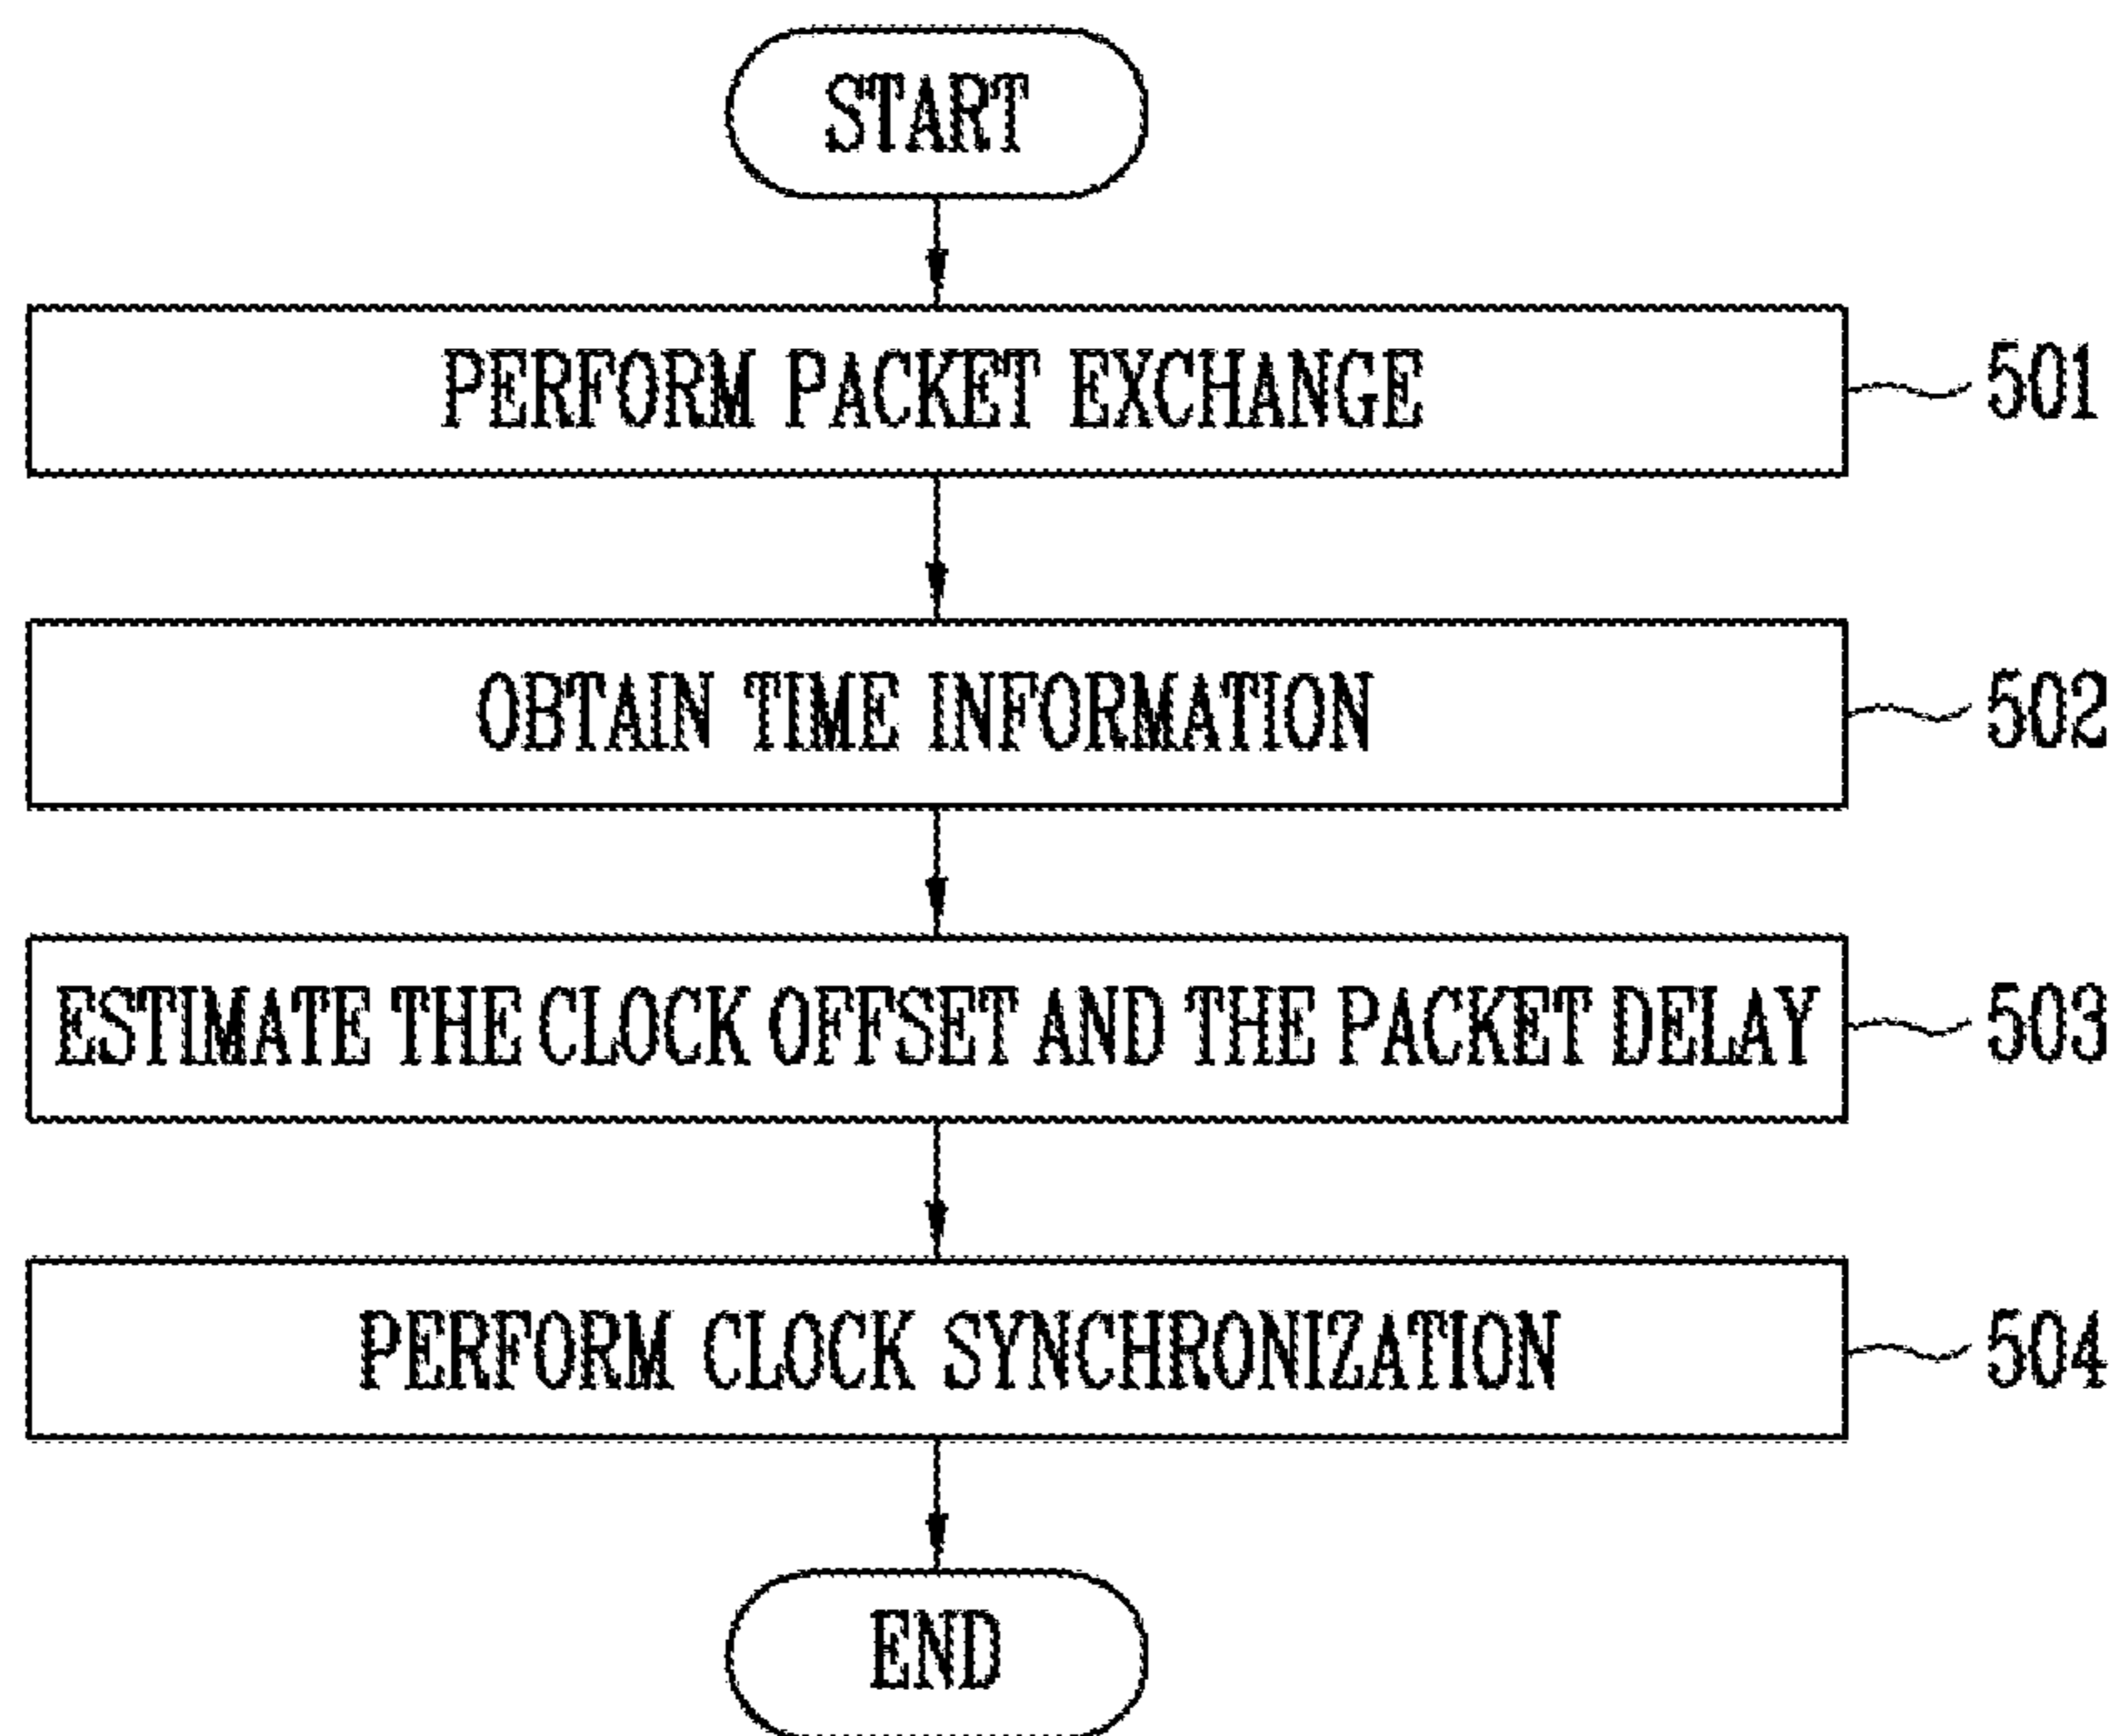 START
PERFORM PACKET EXCHANGE 501
OBTAIN TIME INFORMATION 502
ESTIMATE THE CLOCK OFFSET AND THE PACKET DELAY 503
PERFORM CLOCK SYNCHRONIZATION 504
END